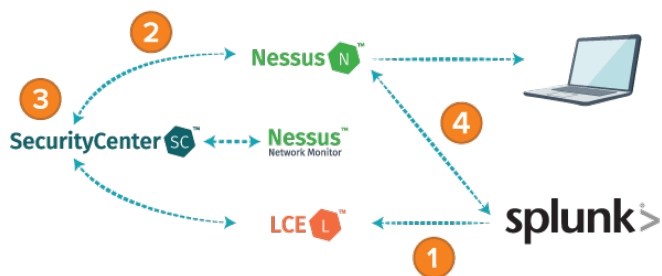 2
Nessus N™
3
SecurityCenter SC™
Nessus™
Network Monitor
4
LCE L™
splunk>
1